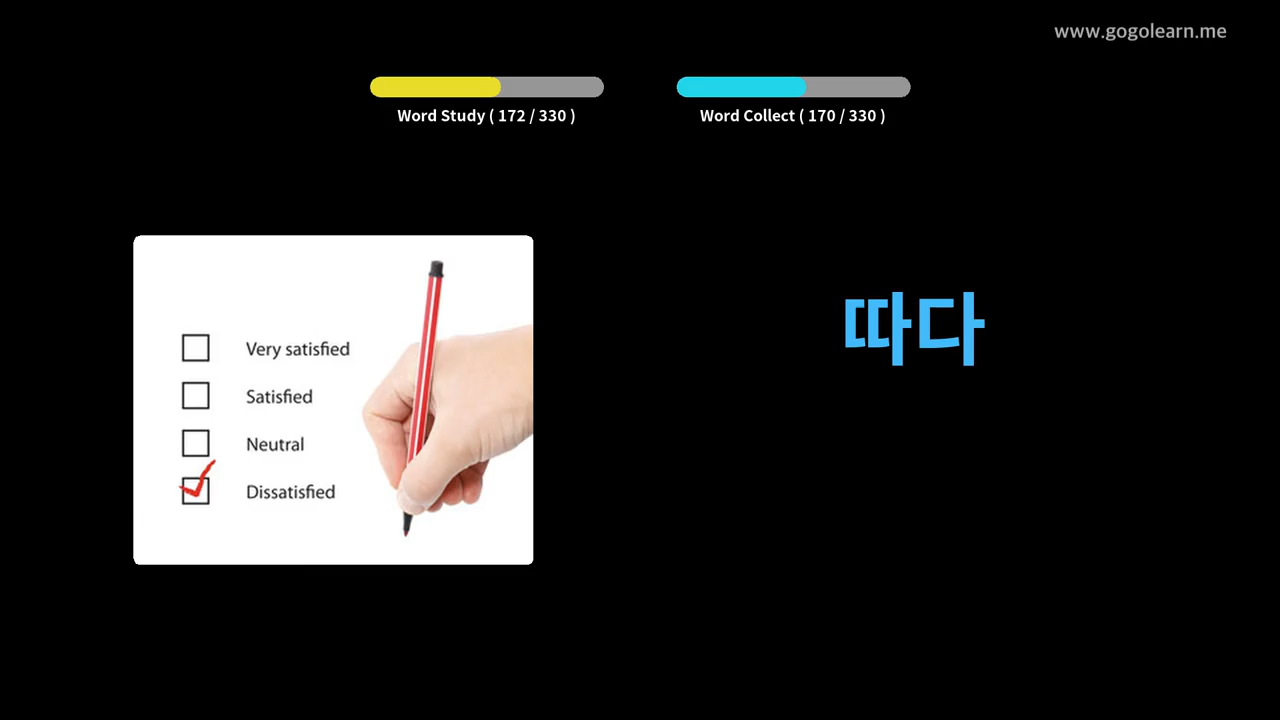 www.gogolearn.me
Word Study ( 172 / 330 )
Word Collect ( 170 / 330 )
따다
Very satisfied
Satisfied
Neutral
Dissatisfied